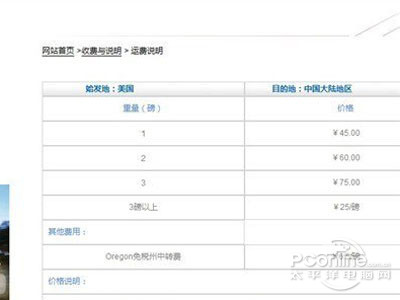 网站首页 >收费与说明 > 运费说明
始发地：美国 目的地：中国大陆地区
重量（磅） 价格
1 ￥45.00
2 ￥60.00
3 ￥75.00
3磅以上 ￥25/磅
其他费用：
Oregon免税州中转费
PConline
太平洋电脑网
价格说明：